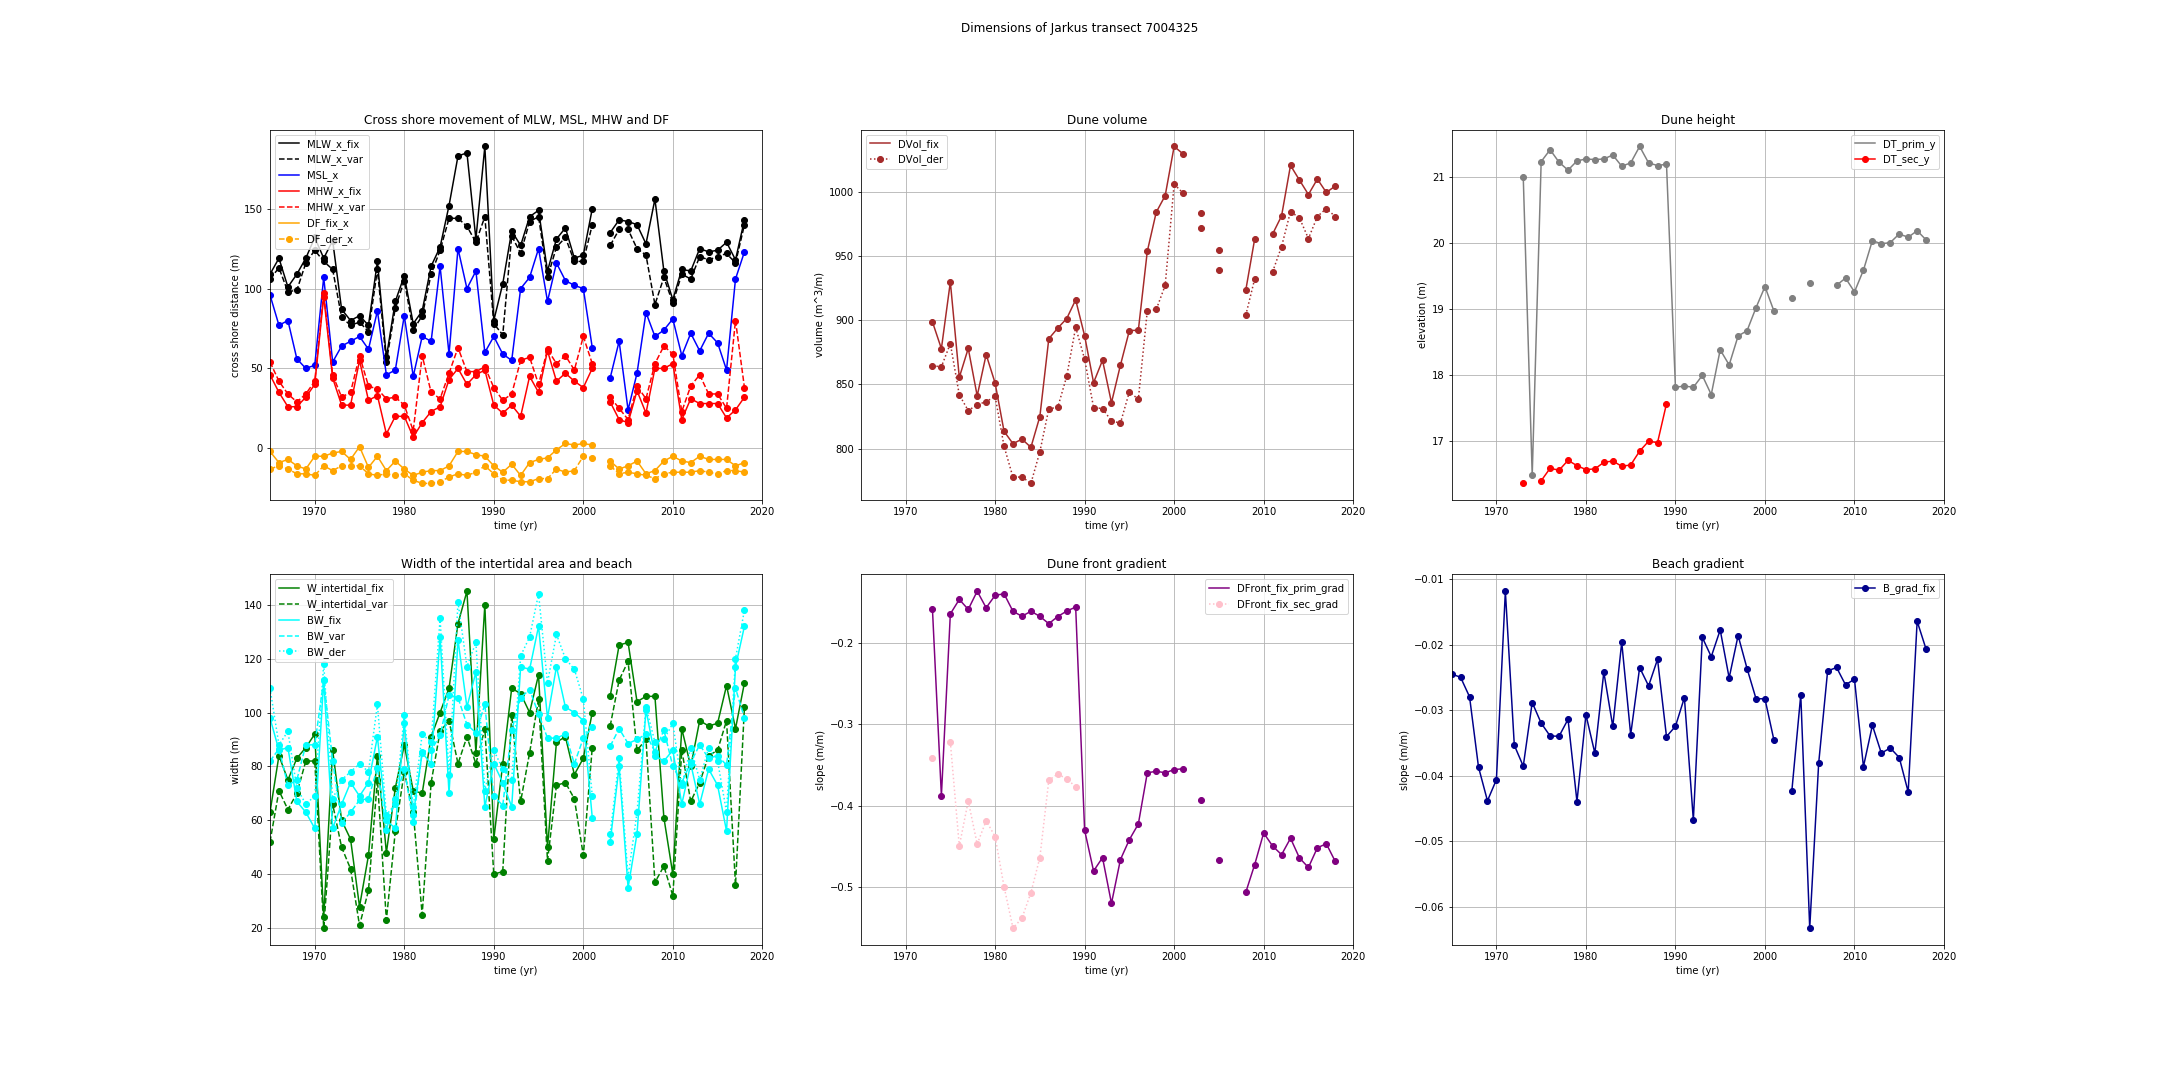 Dimensions of Jarkus transect 7004325
Cross shore movement of MLW, MSL, MHW and DF
MLW_x_fix
MLW_x_var
MSL_x
MHW_x_fix
MHW_x_var
DF_fix_x
DF_der_x
cross shore distance (m)
150
100
50
0
1970
1980
1990
2000
2010
2020
time (yr)
Dune volume
DVol_fix
DVol_der
volume (m^3/m)
1000
950
900
850
800
1970
1980
1990
2000
2010
2020
time (yr)
Dune height
DT_prim_y
DT_sec_y
elevation (m)
21
20
19
18
17
1970
1980
1990
2000
2010
2020
time (yr)
Width of the intertidal area and beach
W_intertidal_fix
W_intertidal_var
BW_fix
BW_var
BW_der
width (m)
140
120
100
80
60
40
20
1970
1980
1990
2000
2010
2020
time (yr)
Dune front gradient
DFront_fix_prim_grad
DFront_fix_sec_grad
slope (m/m)
−0.2
−0.3
−0.4
−0.5
1970
1980
1990
2000
2010
2020
time (yr)
Beach gradient
B_grad_fix
slope (m/m)
−0.01
−0.02
−0.03
−0.04
−0.05
−0.06
1970
1980
1990
2000
2010
2020
time (yr)